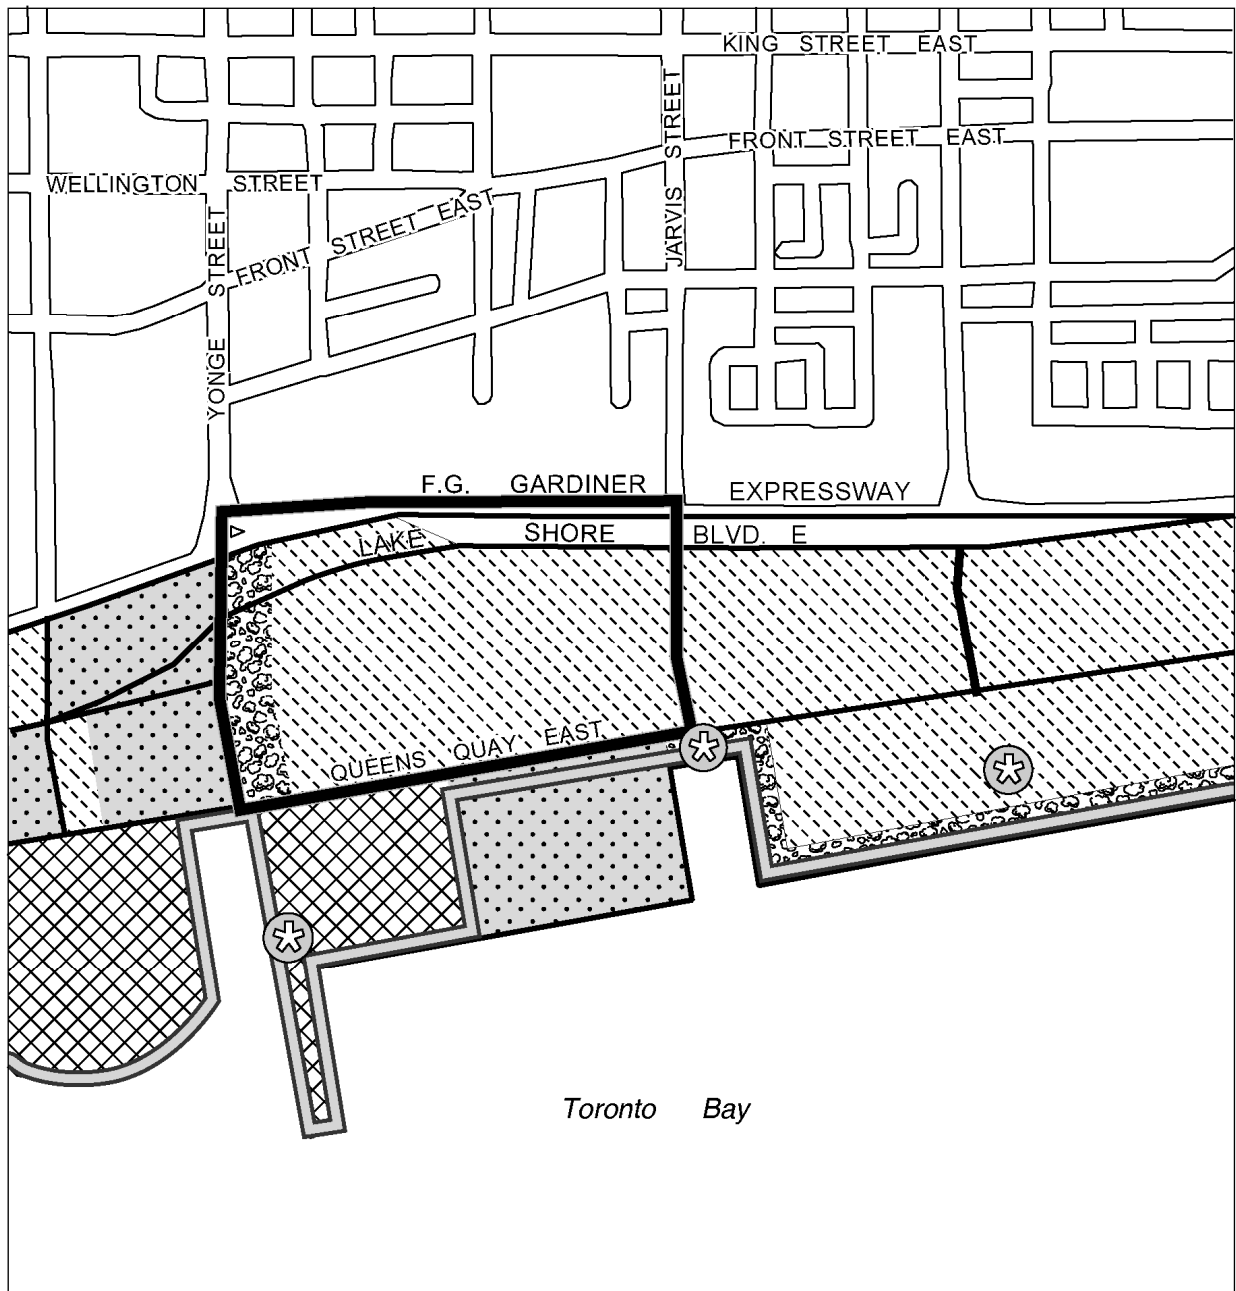 KING STREET EAST
FRONT STREET EAST
JARVIS STREET
WELLINGTON STREET
FRONT STREET EAST
YONGE STREET
F.G. GARDINER EXPRESSWAY
LAKE SHORE BLVD. E
QUEENS QUAY EAST
Toronto Bay